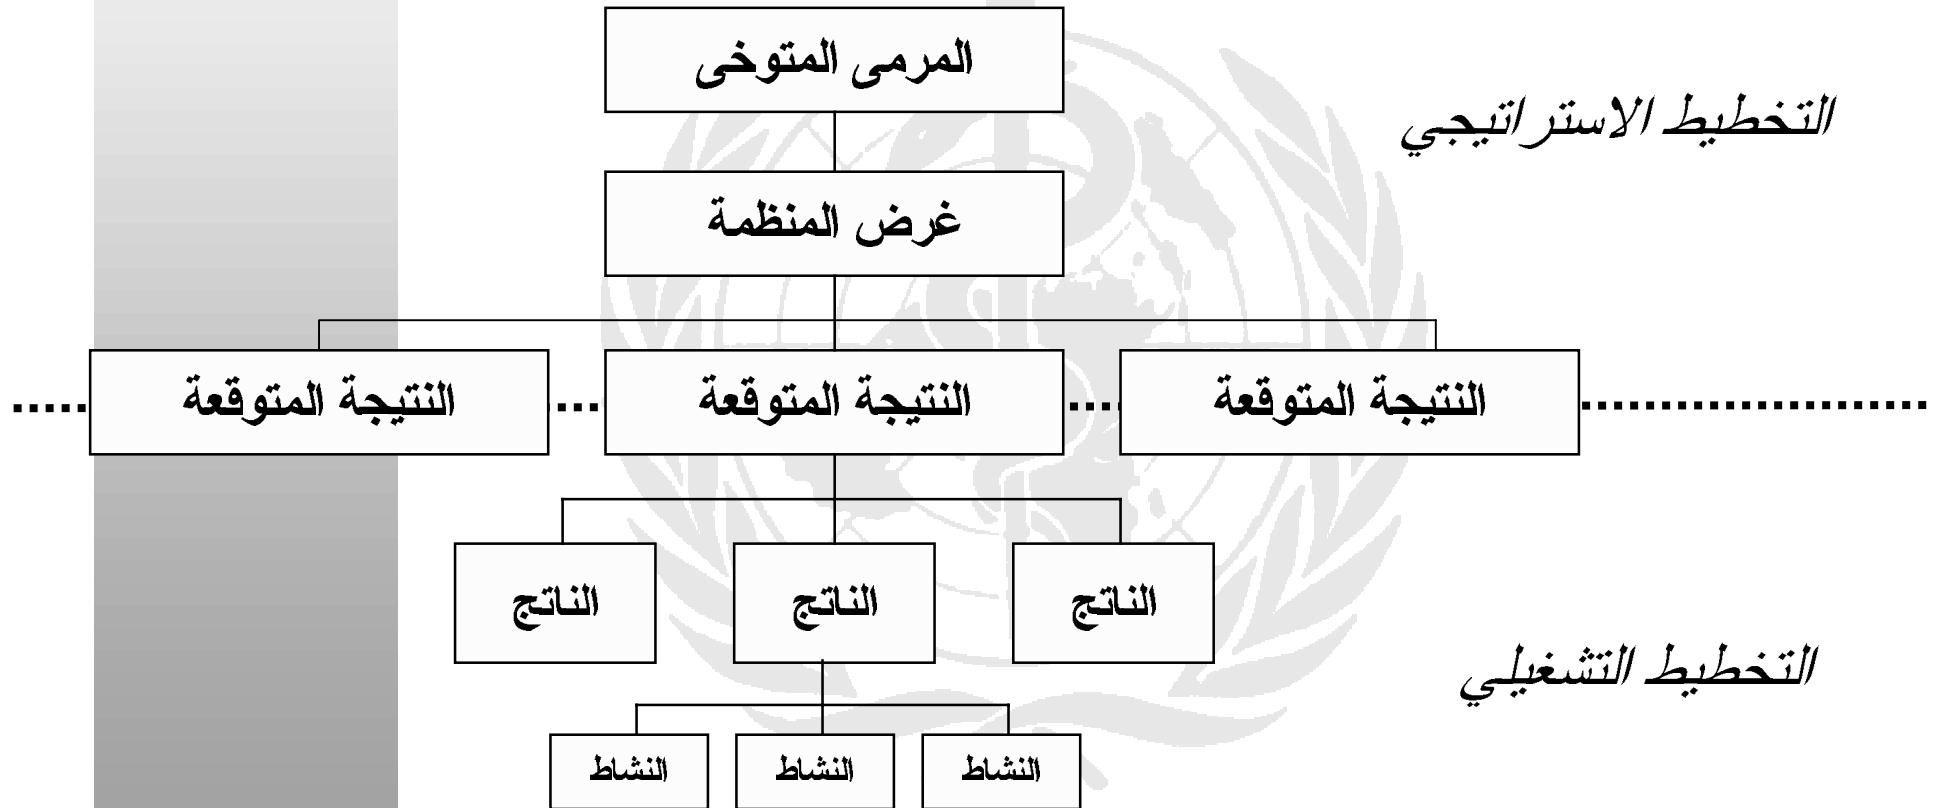 المرمى المتوخى
التخطيط الاستراتيجي
غرض المنظمة
النتيجة المتوقعة
النتيجة المتوقعة
النتيجة المتوقعة
الناتج
الناتج
الناتج
التخطيط التشغيلي
النشاط
النشاط
النشاط